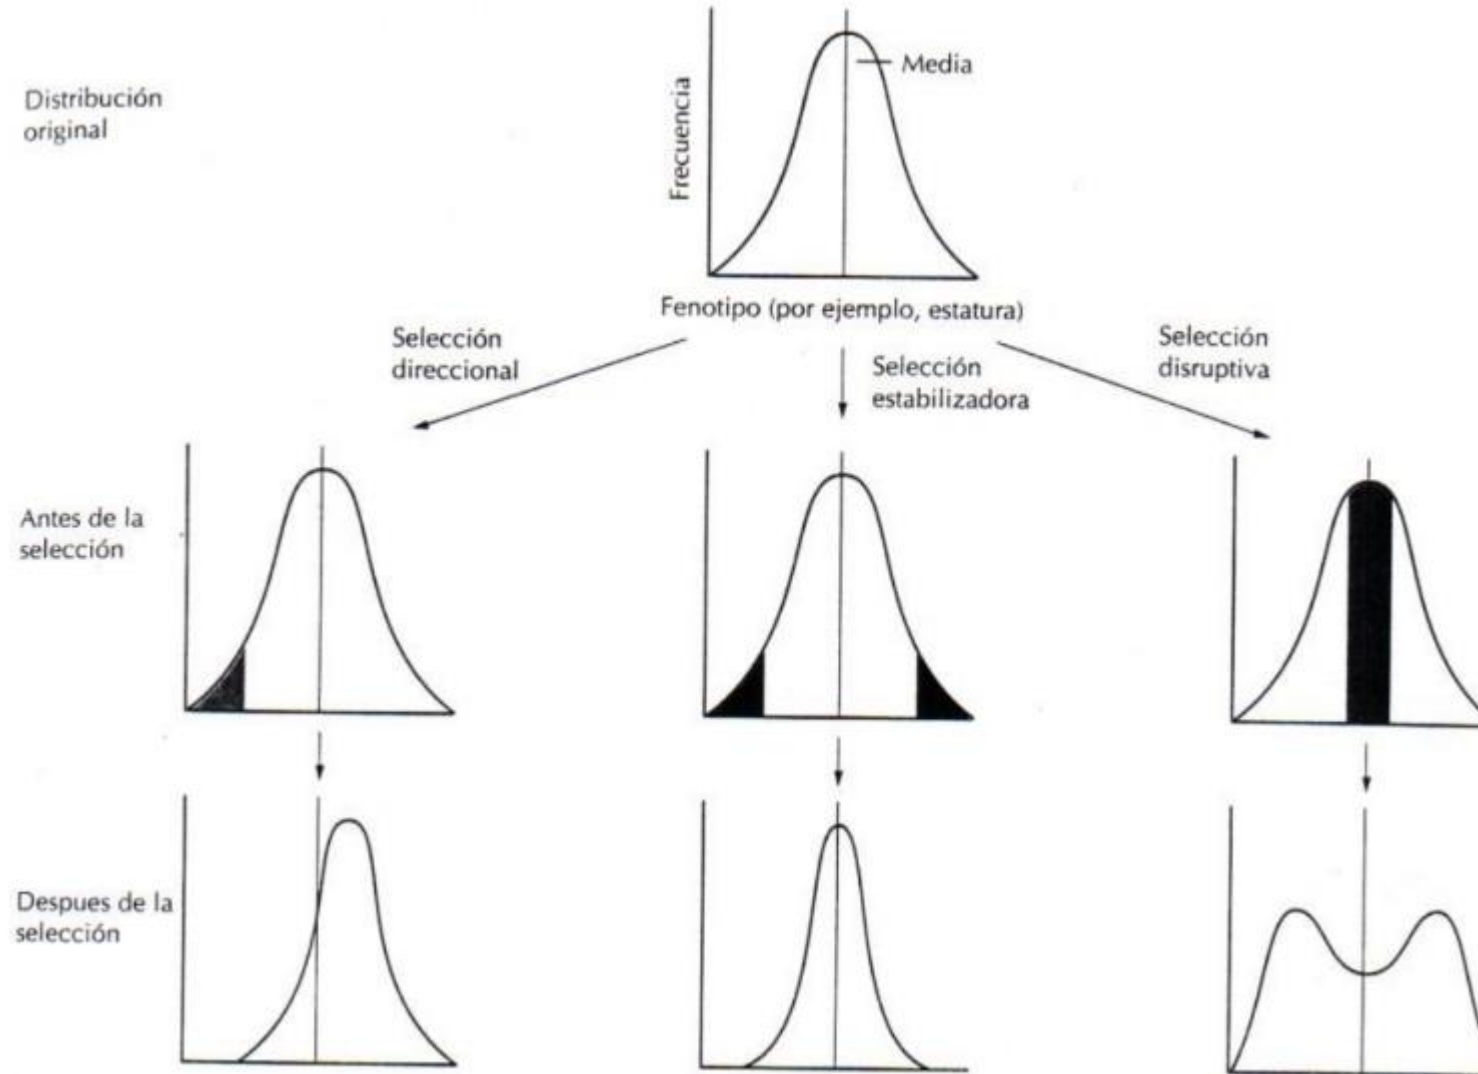 Distribución
original
Frecuencia
Media
Fenotipo (por ejemplo, estatura)
Selección
direccional
Selección
estabilizadora
Selección
disruptiva
Antes de la
selección
Despues de la
selección